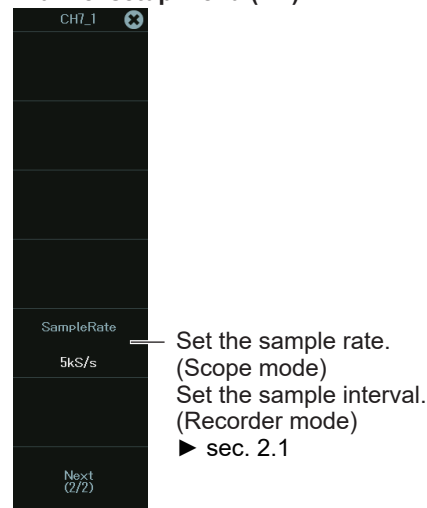 CH7_1
SampleRate
5kS/s
Next
(2/2)
Set the sample rate.
(Scope mode)
Set the sample interval.
(Recorder mode)
► sec. 2.1